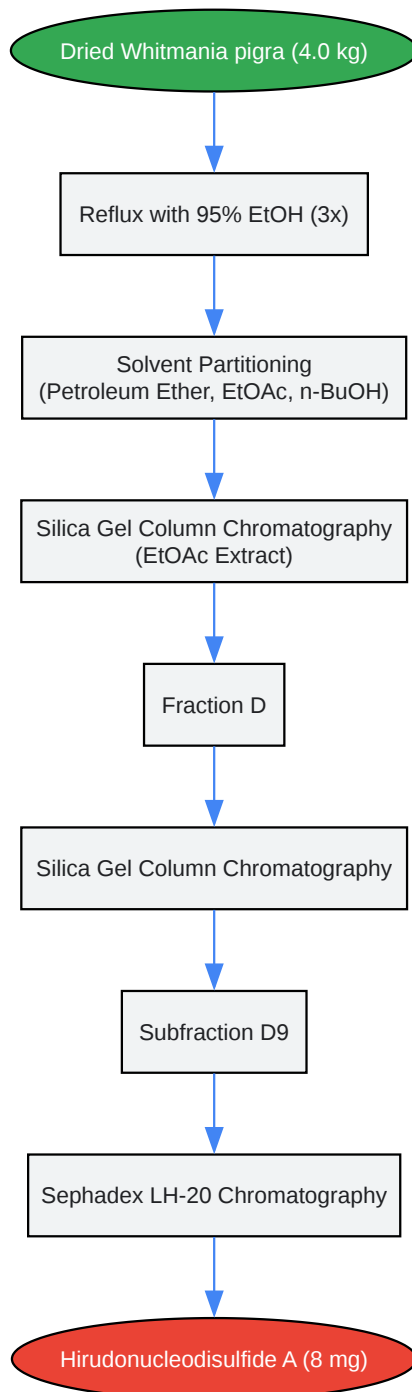 Dried Whitmania pigra (4.0 kg)
Reflux with 95% EtOH (3x)
Solvent Partitioning
(Petroleum Ether, EtOAc, n-BuOH)
Silica Gel Column Chromatography
(EtOAc Extract)
Fraction D
Silica Gel Column Chromatography
Subfraction D9
Sephadex LH-20 Chromatography
Hirudonucleodisulfide A (8 mg)